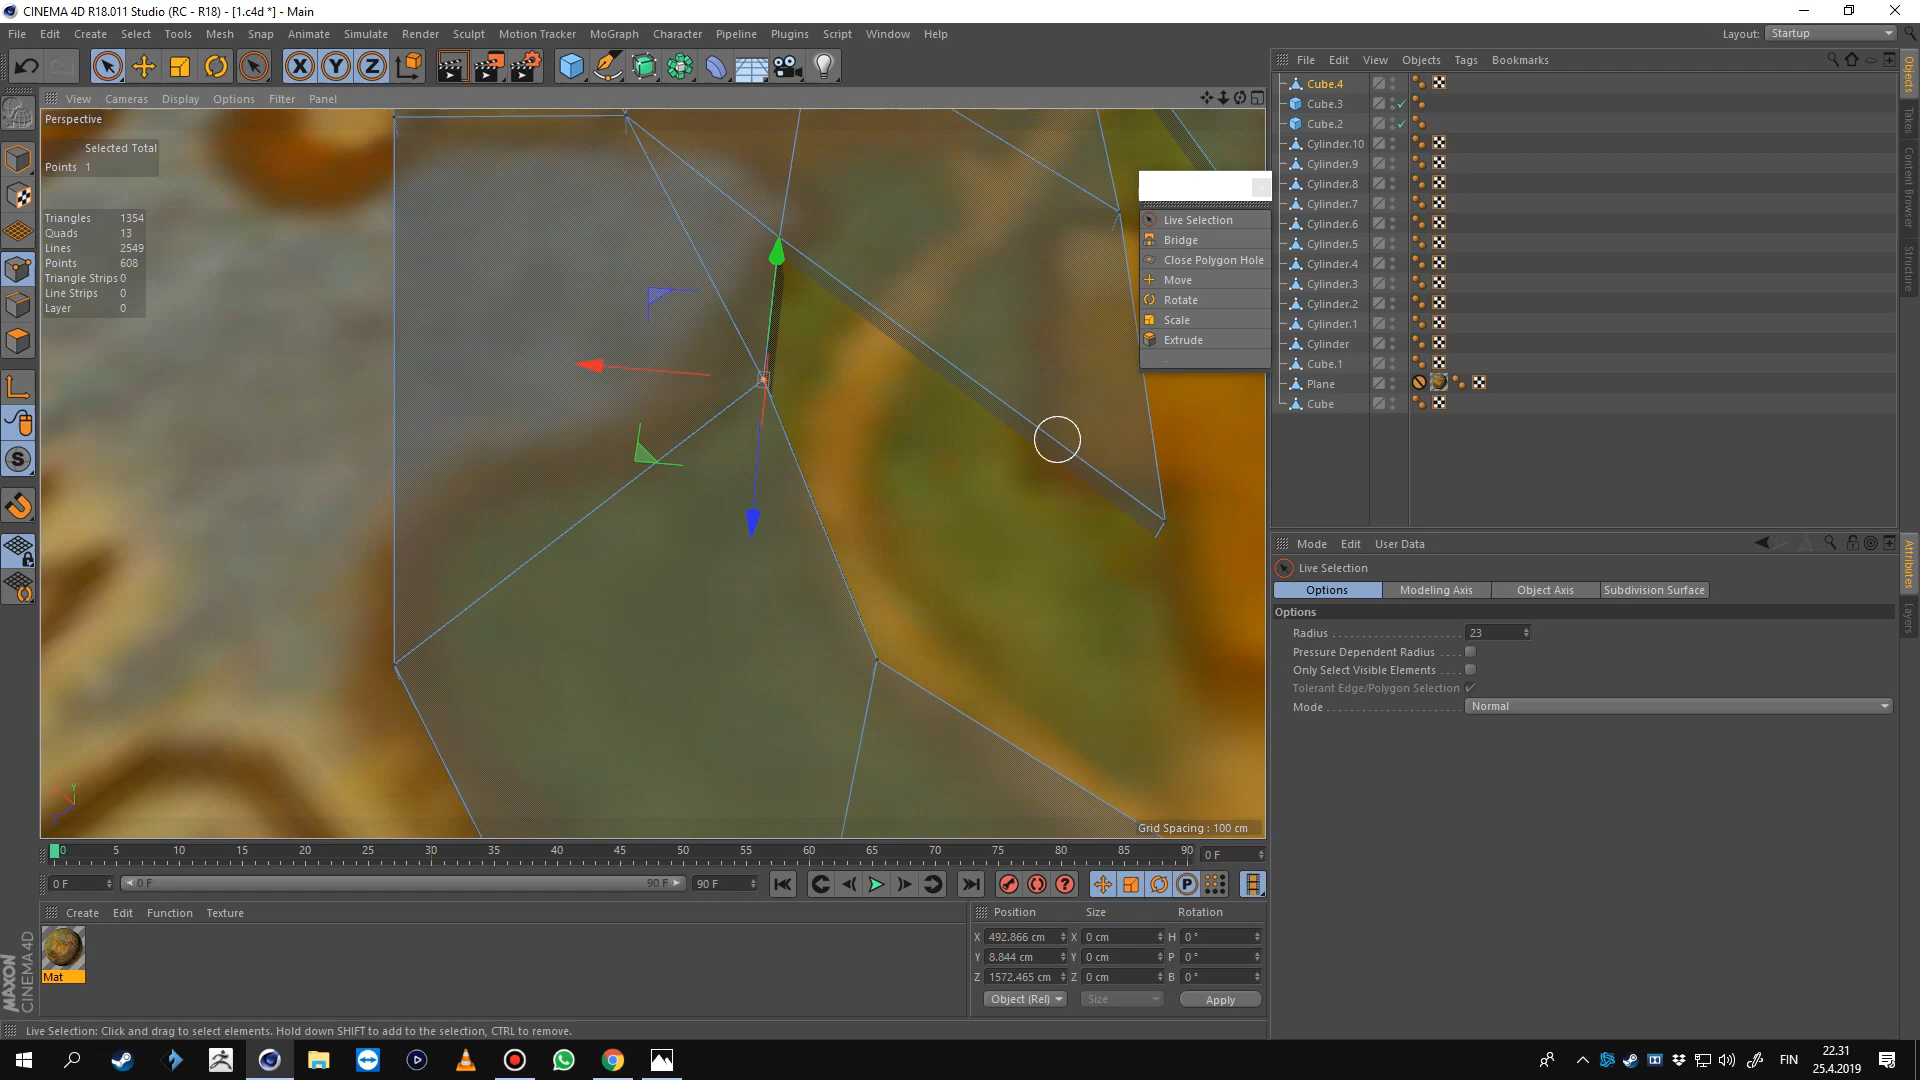 CINEMA 4D R18.011 Studio (RC - R18) - [1.c4d *] - Main
File Edit Create Select Tools Mesh Snap Animate Simulate Render Sculpt Motion Tracker MoGraph Character Pipeline Plugins Script Window Help
Layout: Startup
View Cameras Display Options Filter Panel
Perspective
Selected Total
Points 1
Triangles 1354
Quads 13
Lines 2549
Points 608
Triangle Strips 0
Line Strips 0
Layer 0
Live Selection
Bridge
Close Polygon Hole
Move
Rotate
Scale
Extrude
Grid Spacing : 100 cm
File Edit View Objects Tags Bookmarks
Cube.4
Cube.3
Cube.2
Cylinder.10
Cylinder.9
Cylinder.8
Cylinder.7
Cylinder.6
Cylinder.5
Cylinder.4
Cylinder.3
Cylinder.2
Cylinder.1
Cylinder
Cube.1
Plane
Cube
Objects
Takes
Content Browser
Structure
Mode Edit User Data
Live Selection
Options Modeling Axis Object Axis Subdivision Surface
Options
Radius 23
Pressure Dependent Radius
Only Select Visible Elements
Tolerant Edge/Polygon Selection
Mode Normal
Attributes
Layers
0 5 10 15 20 25 30 35 40 45 50 55 60 65 70 75 80 85 90
0 F
0 F 0 F 90 F 90 F
Create Edit Function Texture
Mat
Position Size Rotation
X 492.866 cm X 0 cm H 0 °
Y 8.844 cm Y 0 cm P 0 °
Z 1572.465 cm Z 0 cm B 0 °
Object (Rel) Size Apply
MAXON
CINEMA 4D
Live Selection: Click and drag to select elements. Hold down SHIFT to add to the selection, CTRL to remove.
FIN
22.31
25.4.2019